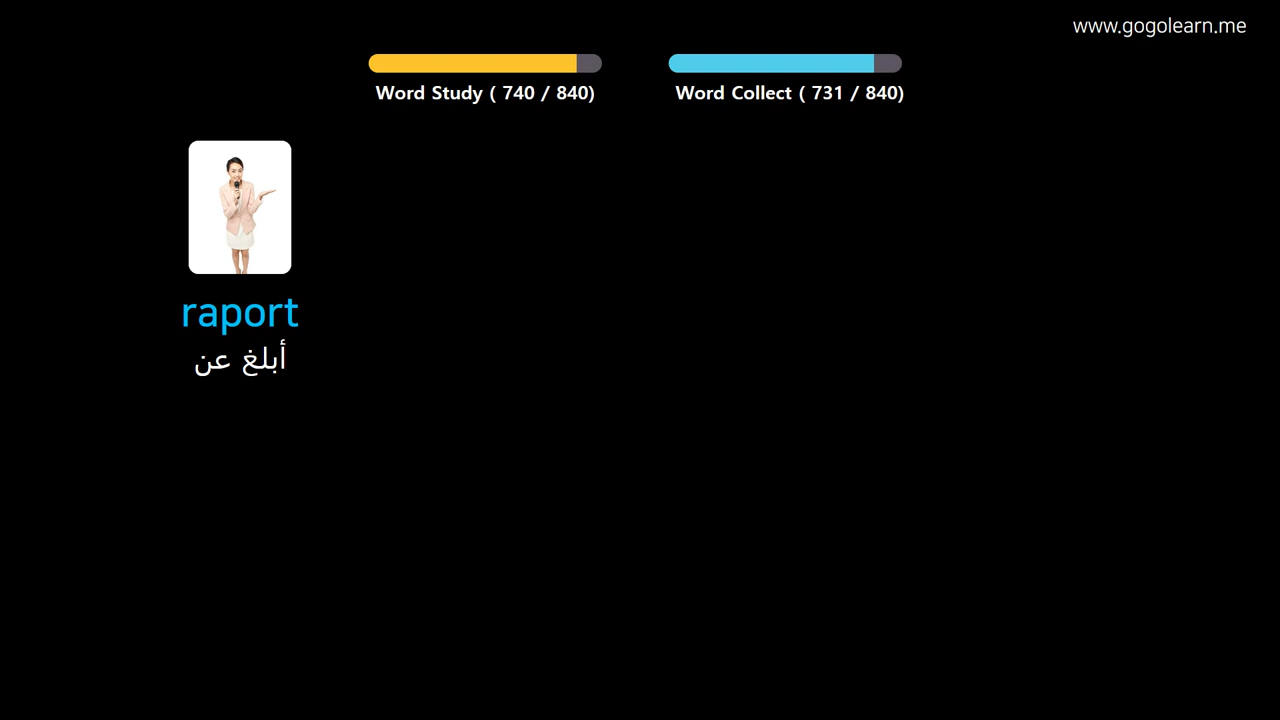 www.gogolearn.me
Word Study ( 740 / 840)
Word Collect ( 731 / 840)
raport
أبلغ عن